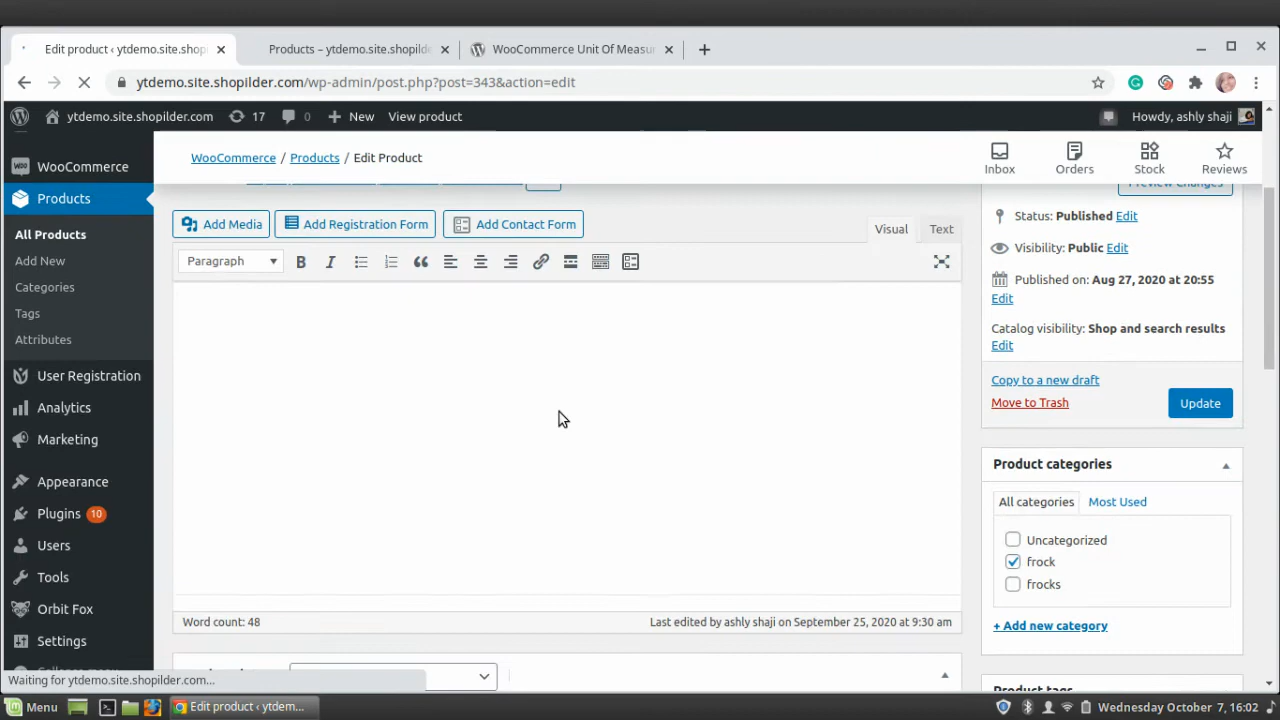 Edit product ‹ ytdemo.site.shop
Products – ytdemo.site.shopild
WooCommerce Unit Of Measu
ytdemo.site.shopilder.com/wp-admin/post.php?post=343&action=edit
ytdemo.site.shopilder.com 17 0 New View product Howdy, ashly shaji
WooCommerce / Products / Edit Product
Inbox Orders Stock Reviews
WooCommerce
Products
All Products
Add New
Categories
Tags
Attributes
User Registration
Analytics
Marketing
Appearance
Plugins 10
Users
Tools
Orbit Fox
Settings
Collapse menu
Add Media Add Registration Form Add Contact Form
Visual Text
Paragraph B I
Word count: 48
Last edited by ashly shaji on September 25, 2020 at 9:30 am
Preview Changes
Status: Published Edit
Visibility: Public Edit
Published on: Aug 27, 2020 at 20:55
Edit
Catalog visibility: Shop and search results
Edit
Copy to a new draft
Move to Trash
Update
Product categories
All categories Most Used
Uncategorized
frock
frocks
+ Add new category
Product tags
Waiting for ytdemo.site.shopilder.com...
Menu
Edit product ‹ ytdem...
Wednesday October 7, 16:02